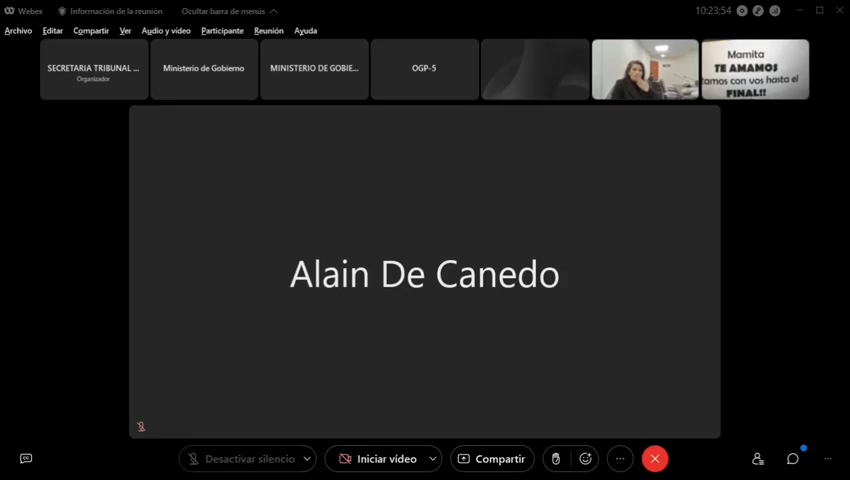 Webex
Información de la reunión
Ocultar barra de menús
10:23:54
Archivo
Editar
Compartir
Ver
Audio y vídeo
Participante
Reunión
Ayuda
SECRETARIA TRIBUNAL ...
Organizador
Ministerio de Gobierno
MINISTERIO DE GOBIE...
OGP-5
Mamita
TE AMAMOS
tamos con vos hasta el
FINAL!!
Alain De Canedo
Desactivar silencio
Iniciar vídeo
Compartir